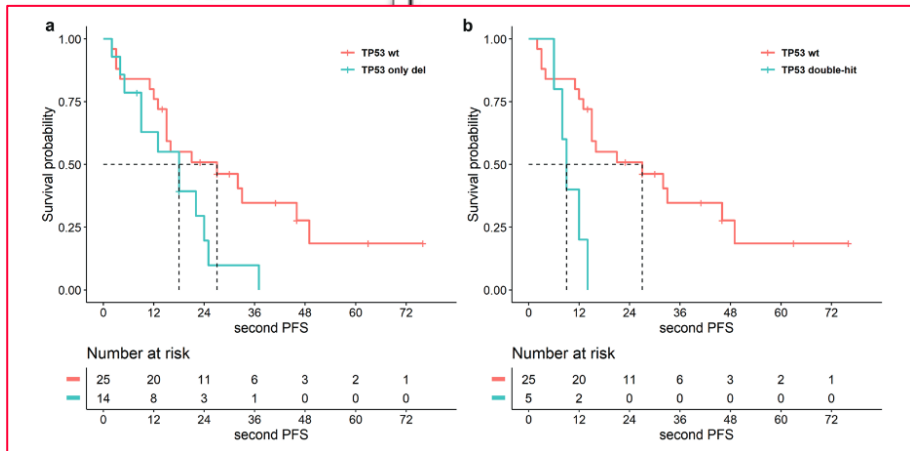 a
1.00
0.75
0.50
0.25
0.00
Survival probability
TP53 wt
TP53 only del
0 12 24 36 48 60 72
second PFS
Number at risk
25 20 11 6 3 2 1
14 8 3 1 0 0 0
0 12 24 36 48 60 72
second PFS
b
1.00
0.75
0.50
0.25
0.00
Survival probability
TP53 wt
TP53 double-hit
0 12 24 36 48 60 72
second PFS
Number at risk
25 20 11 6 3 2 1
5 2 0 0 0 0 0
0 12 24 36 48 60 72
second PFS